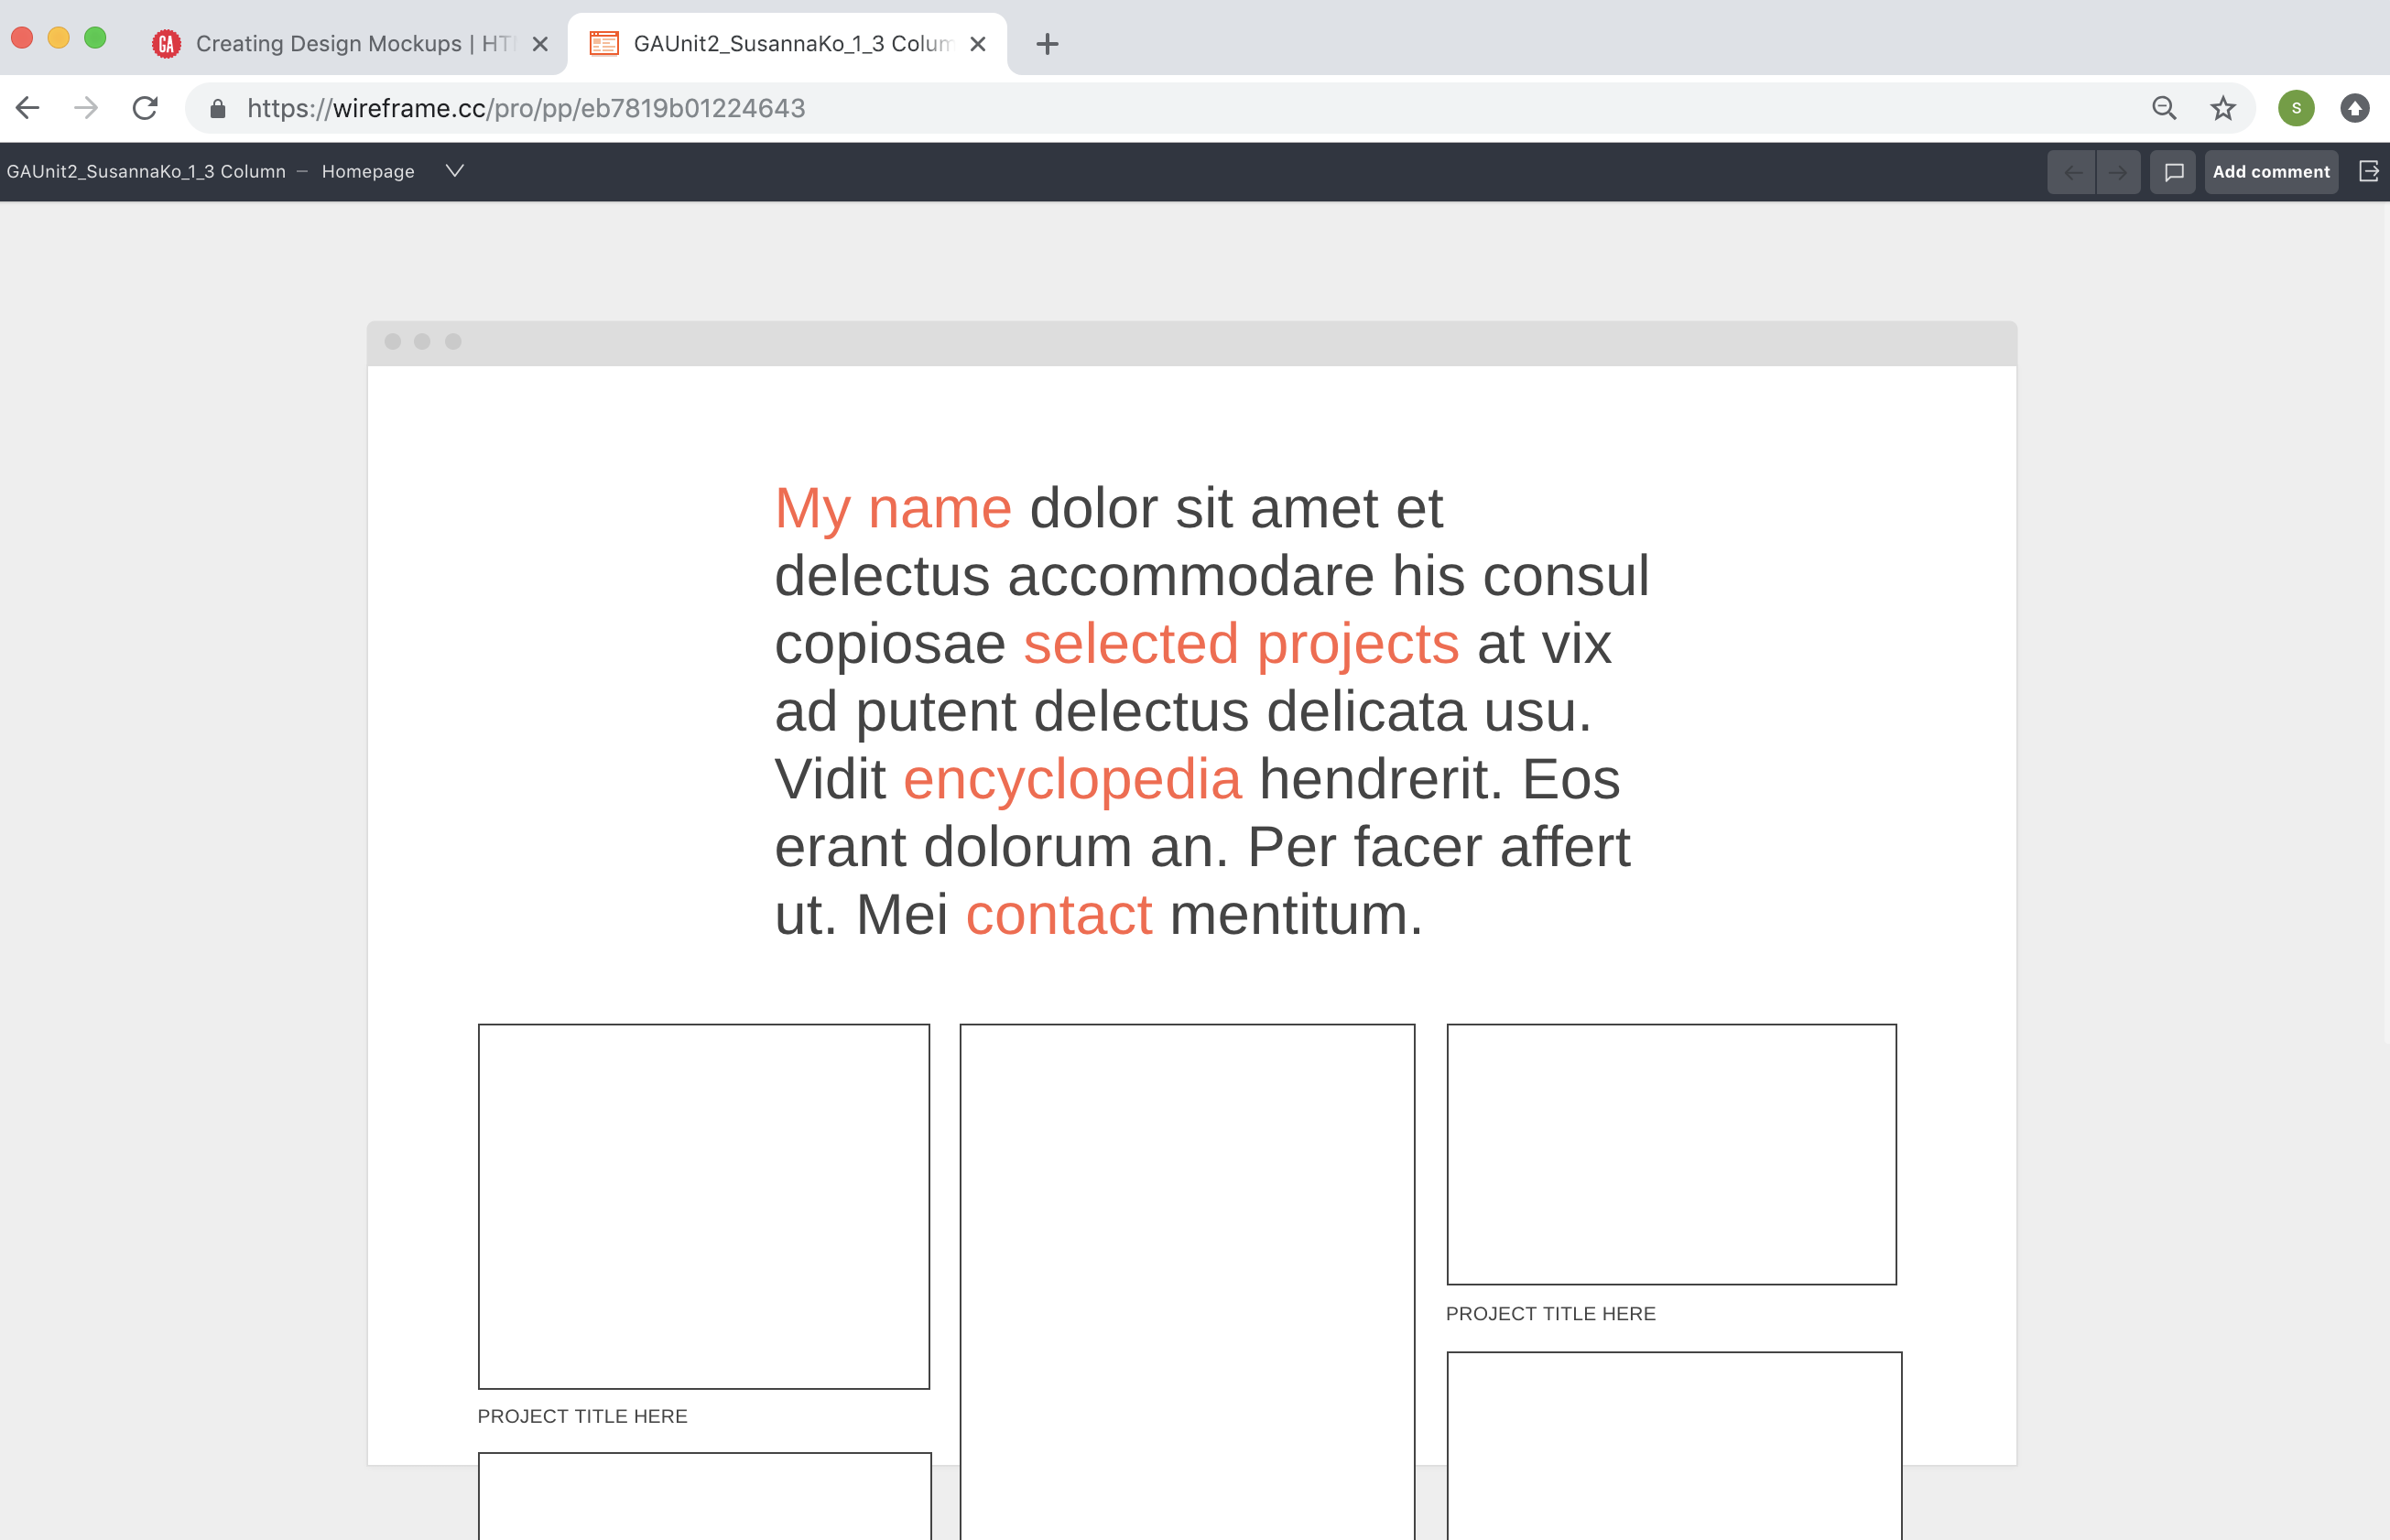 GA Creating Design Mockups | HT
GAUnit2_SusannaKo_1_3 Colum
https://wireframe.cc/pro/pp/eb7819b01224643
S
GAUnit2_SusannaKo_1_3 Column – Homepage
Add comment
My name dolor sit amet et
delectus accommodare his consul
copiosae selected projects at vix
ad putent delectus delicata usu.
Vidit encyclopedia hendrerit. Eos
erant dolorum an. Per facer affert
ut. Mei contact mentitum.
PROJECT TITLE HERE
PROJECT TITLE HERE